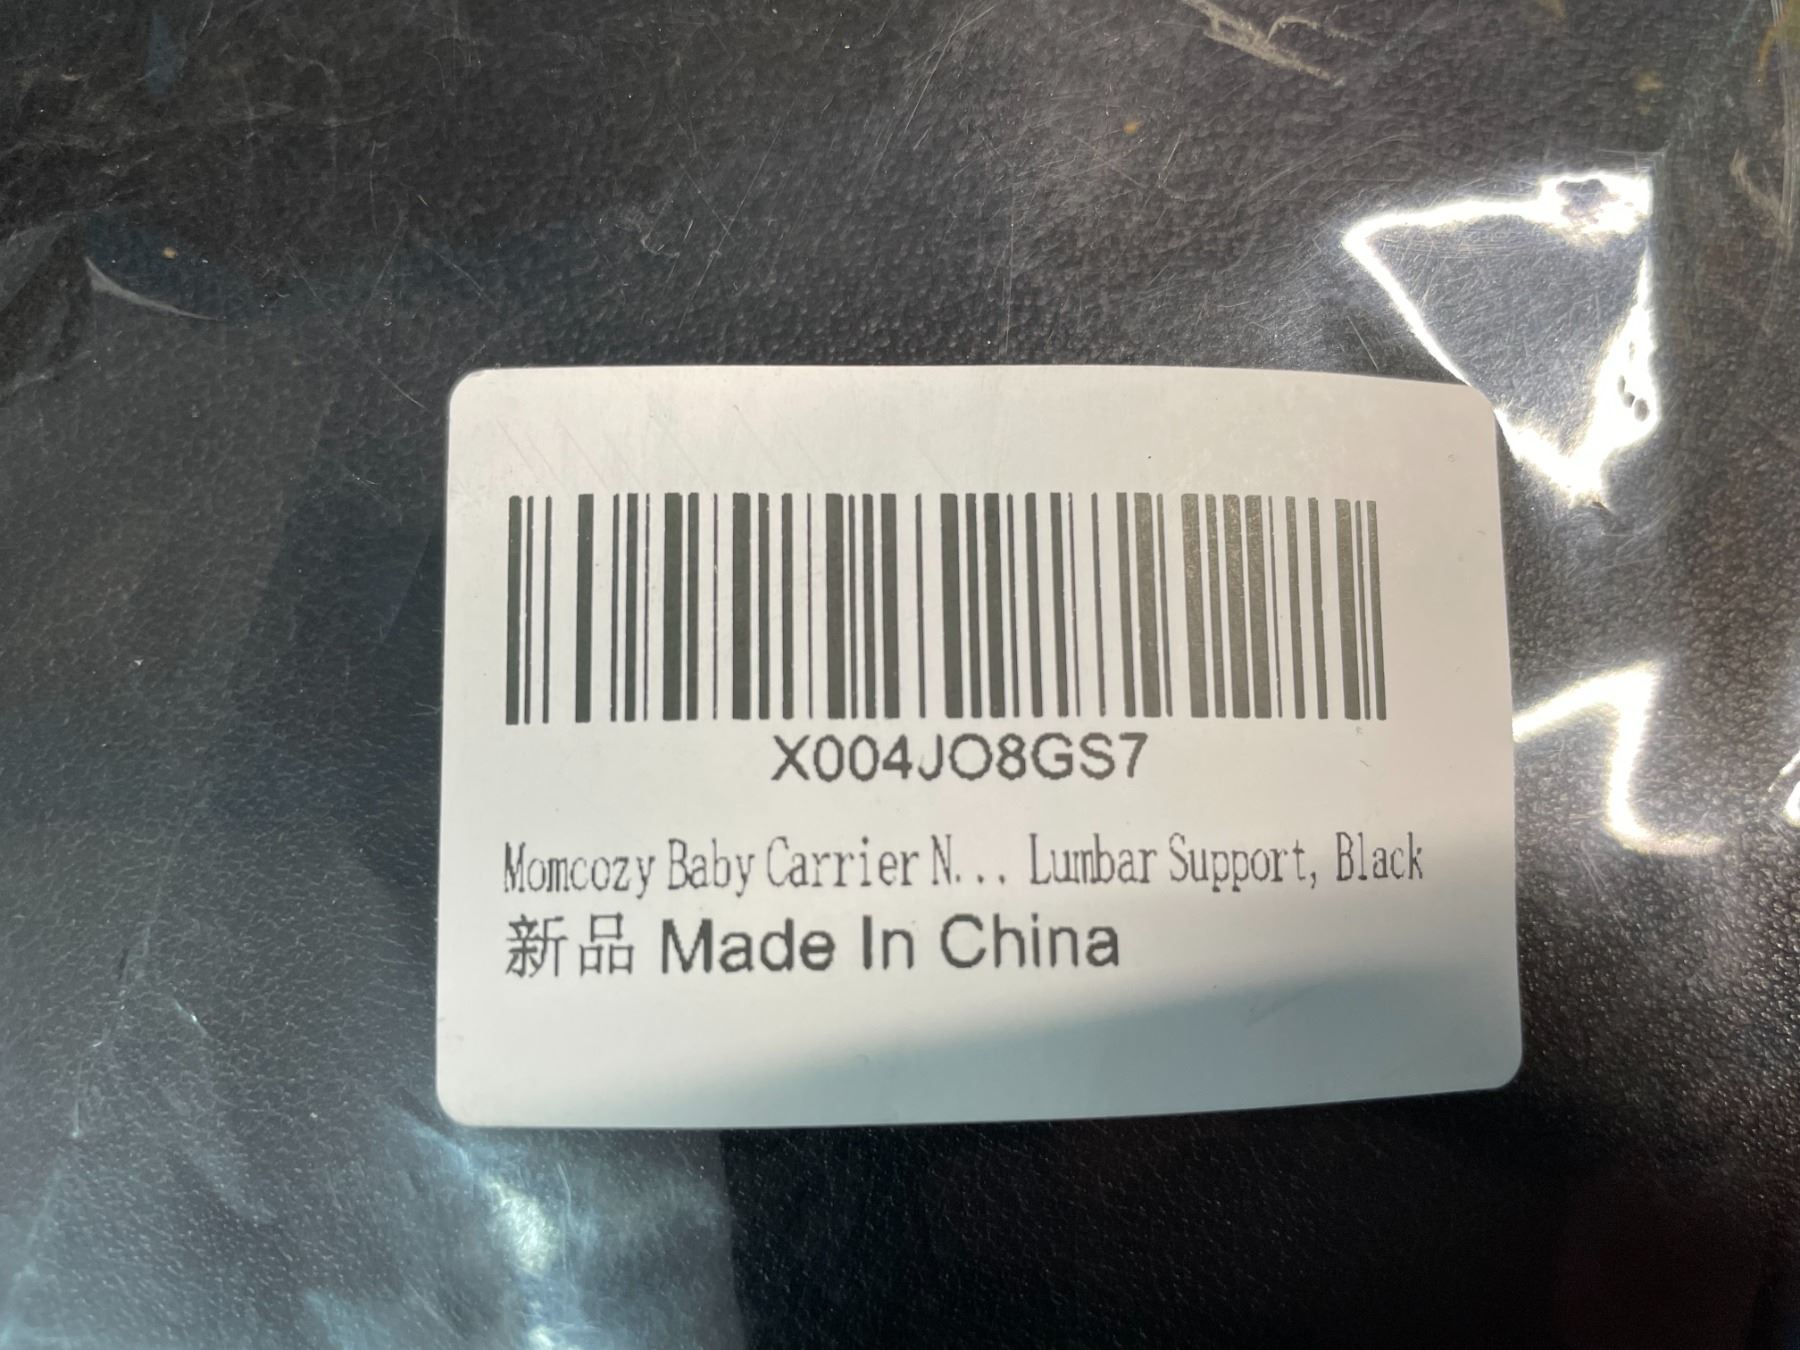 X004JO8GS7
Momcozy Baby Carrier N... Lumbar Support, Black
新品 Made In China